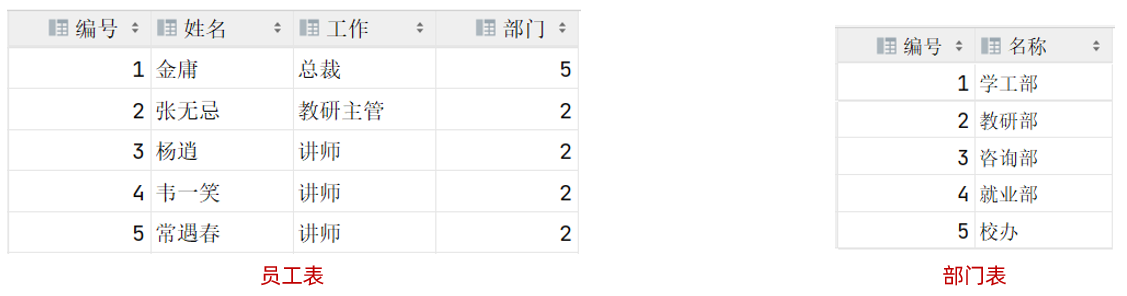 编号 姓名 工作 部门
1 金庸 总裁 5
2 张无忌 教研主管 2
3 杨逍 讲师 2
4 韦一笑 讲师 2
5 常遇春 讲师 2
员工表
编号 名称
1 学工部
2 教研部
3 咨询部
4 就业部
5 校办
部门表